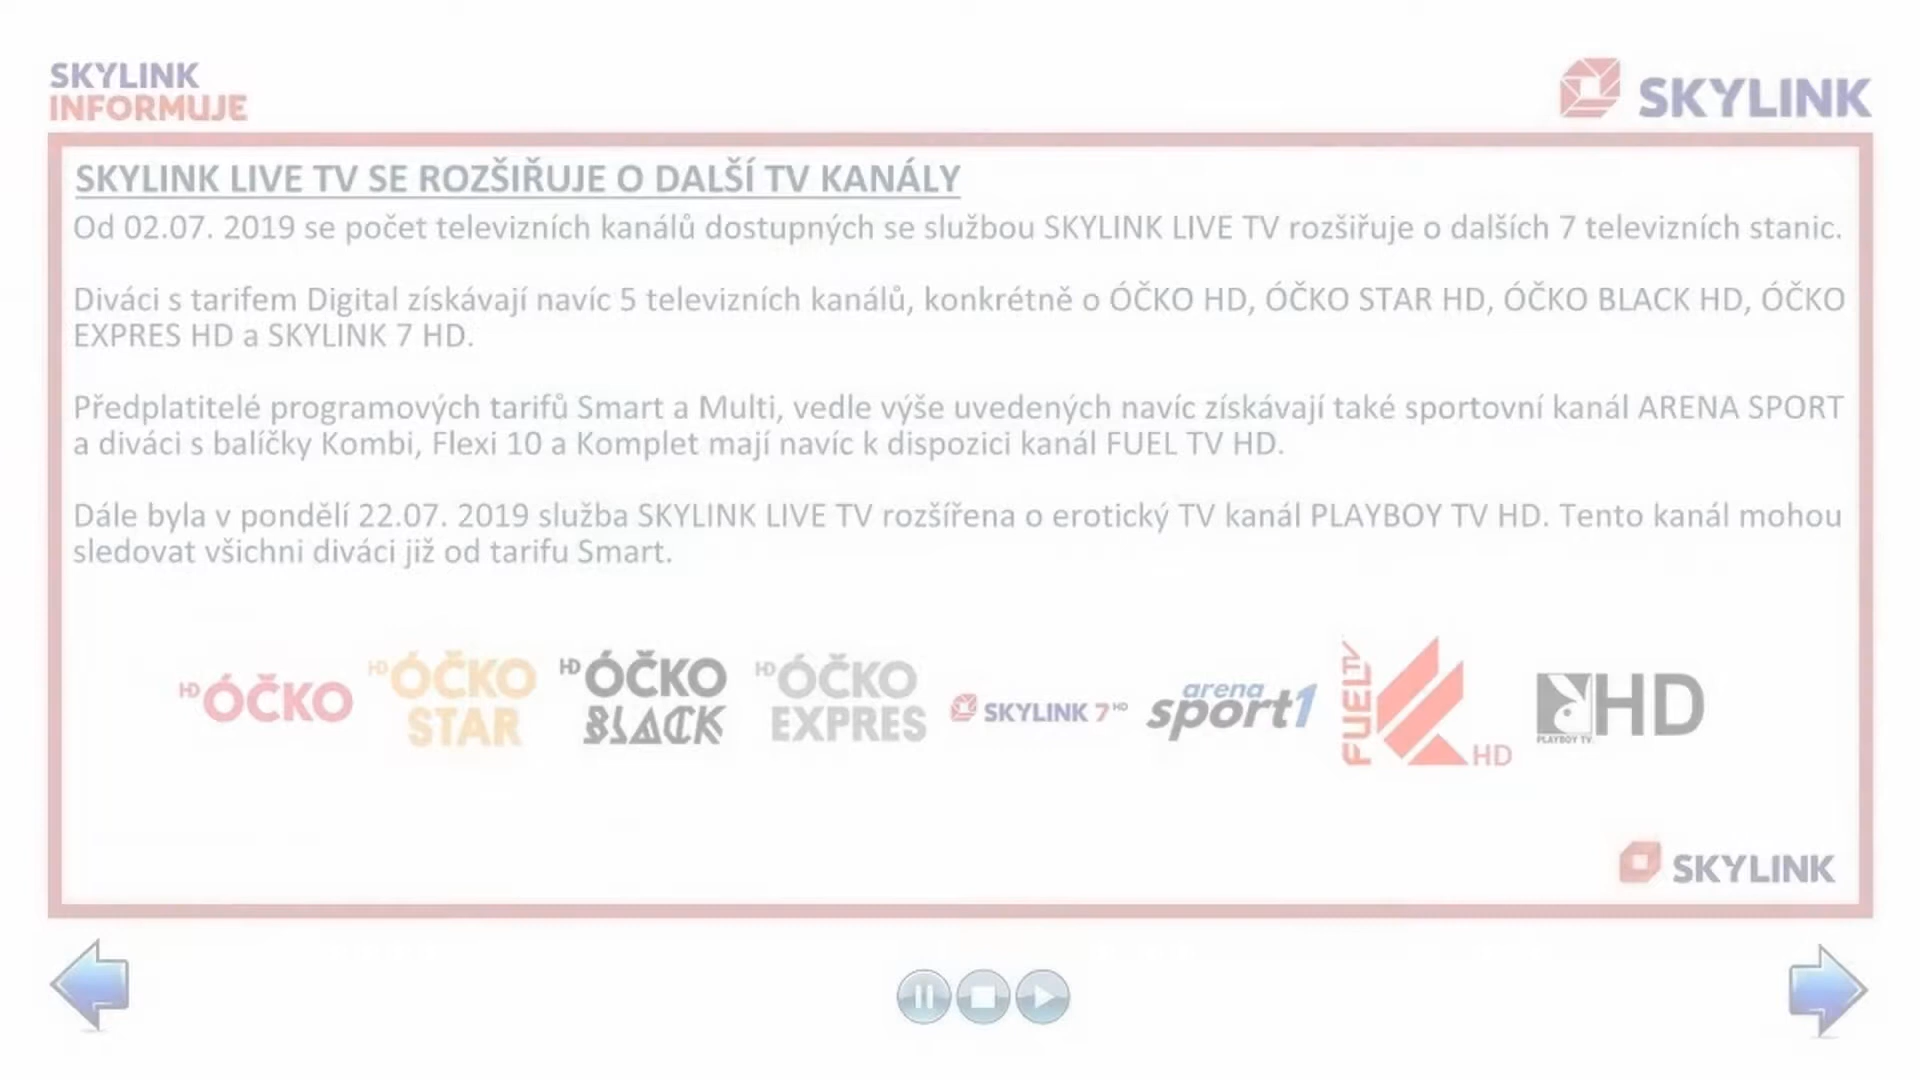 SKYLINK
INFORMUJE
SKYLINK
SKYLINK LIVE TV SE ROZŠIŘUJE O DALŠÍ TV KANÁLY
Od 02.07. 2019 se počet televizních kanálů dostupných se službou SKYLINK LIVE TV rozšiřuje o dalších 7 televizních stanic.
Diváci s tarifem Digital získávají navíc 5 televizních kanálů, konkrétně o ÓČKO HD, ÓČKO STAR HD, ÓČKO BLACK HD, ÓČKO
EXPRES HD a SKYLINK 7 HD.
Předplatitelé programových tarifů Smart a Multi, vedle výše uvedených navíc získávají také sportovní kanál ARENA SPORT
a diváci s balíčky Kombi, Flexi 10 a Komplet mají navíc k dispozici kanál FUEL TV HD.
Dále byla v pondělí 22.07. 2019 služba SKYLINK LIVE TV rozšířena o erotický TV kanál PLAYBOY TV HD. Tento kanál mohou
sledovat všichni diváci již od tarifu Smart.
HD ÓČKO
HD ÓČKO
STAR
HD ÓČKO
BLACK
HD ÓČKO
EXPRES
SKYLINK 7 HD
arena
sport1
FUELTV
HD
PLAYBOY TV
HD
SKYLINK